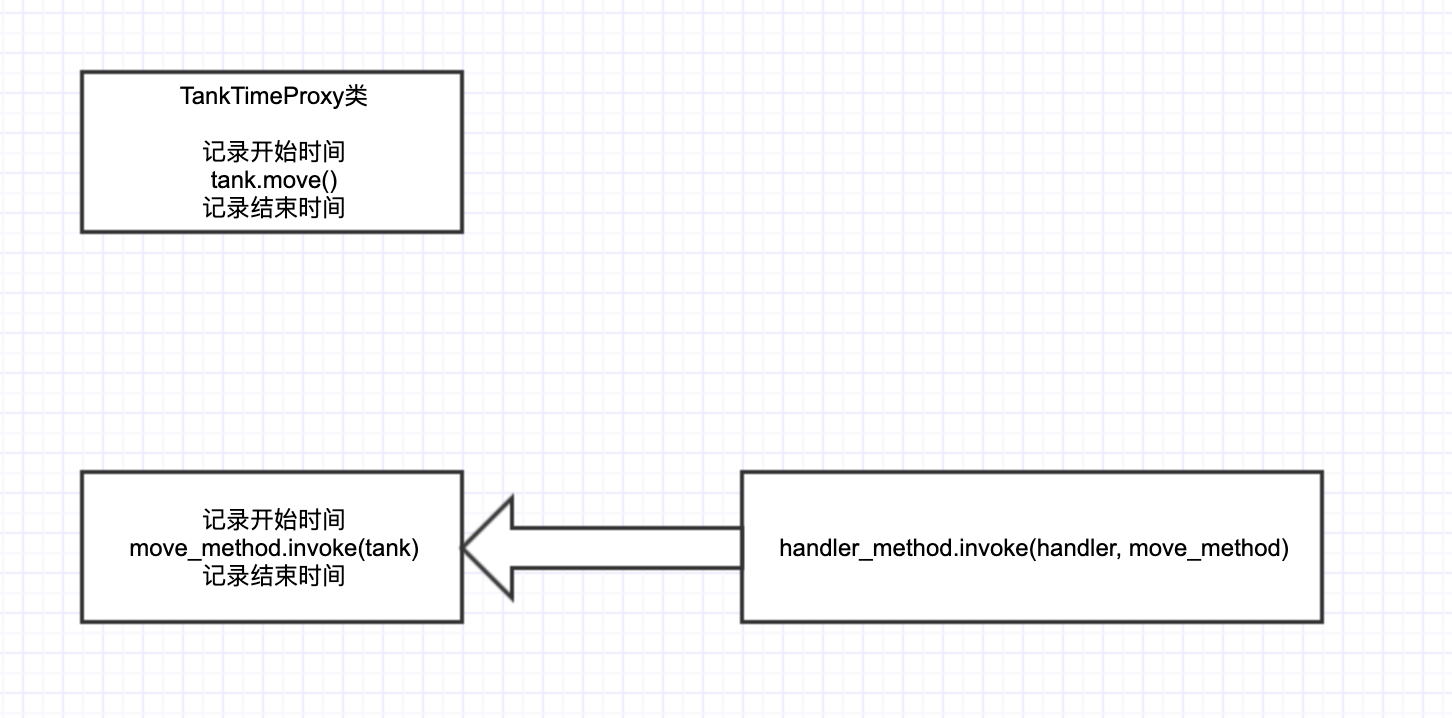 TankTimeProxy类
记录开始时间
tank.move()
记录结束时间
记录开始时间
move_method.invoke(tank)
记录结束时间
handler_method.invoke(handler, move_method)